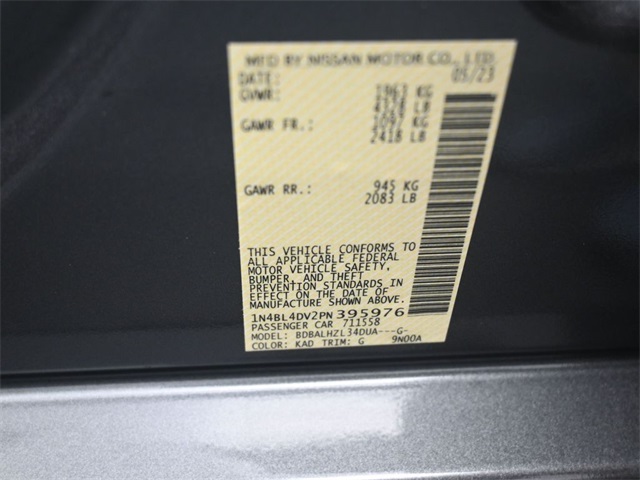 MFD BY NISSAN MOTOR CO., LTD.
DATE: 05/23
GVWR: 1963 KG
4328 LB
GAWR FR.: 1097 KG
2418 LB
GAWR RR.: 945 KG
2083 LB
THIS VEHICLE CONFORMS TO
ALL APPLICABLE FEDERAL
MOTOR VEHICLE SAFETY,
BUMPER, AND THEFT
PREVENTION STANDARDS IN
EFFECT ON THE DATE OF
MANUFACTURE SHOWN ABOVE.
1N4BL4DV2PN395976
PASSENGER CAR 711558
MODEL: BDBALHZL34DUA---G-
COLOR: KAD TRIM: G 9N00A